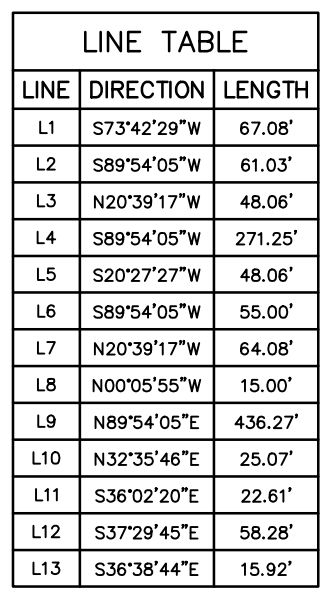 LINE TABLE
LINE DIRECTION LENGTH
L1 S73°42'29"W 67.08'
L2 S89°54'05"W 61.03'
L3 N20°39'17"W 48.06'
L4 S89°54'05"W 271.25'
L5 S20°27'27"W 48.06'
L6 S89°54'05"W 55.00'
L7 N20°39'17"W 64.08'
L8 N00°05'55"W 15.00'
L9 N89°54'05"E 436.27'
L10 N32°35'46"E 25.07'
L11 S36°02'20"E 22.61'
L12 S37°29'45"E 58.28'
L13 S36°38'44"E 15.92'